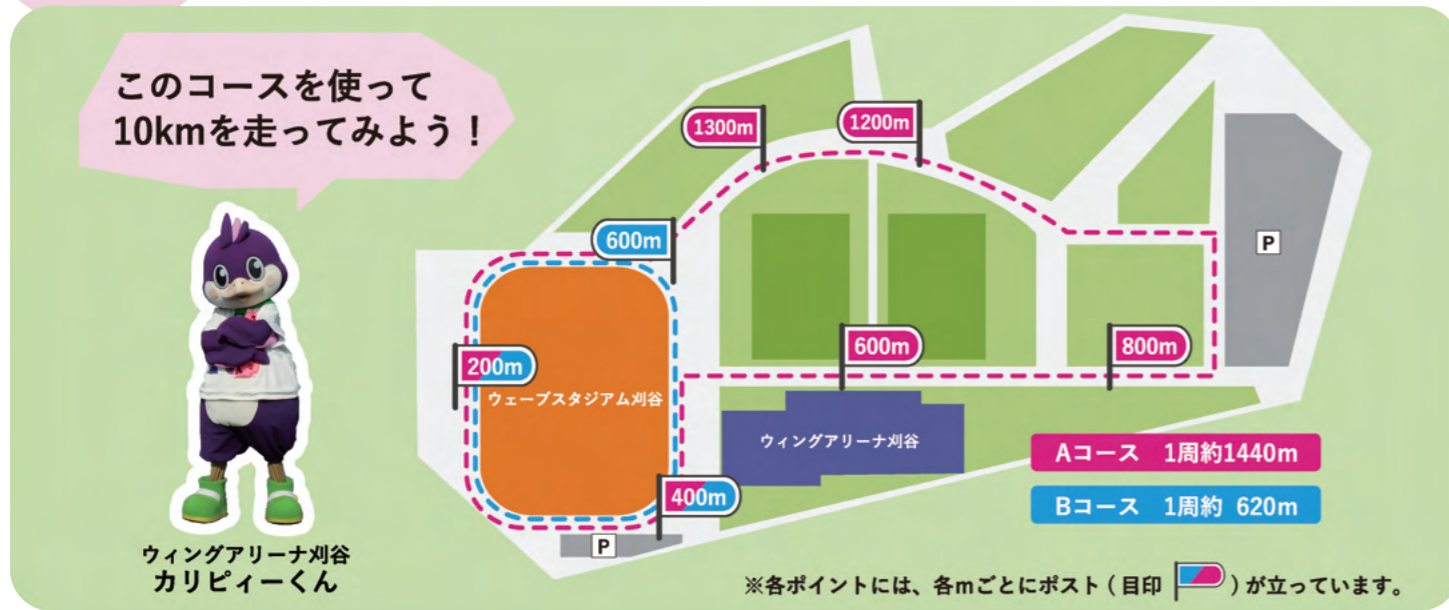 このコースを使って
10kmを走ってみよう！
1300m
1200m
600m
P
600m
800m
200m
ウェーブスタジアム刈谷
ウィングアリーナ刈谷
400m
Aコース 1周約1440m
Bコース 1周約 620m
P
ウィングアリーナ刈谷
カリピィーくん
※各ポイントには、各mごとにポスト（目印 ）が立っています。